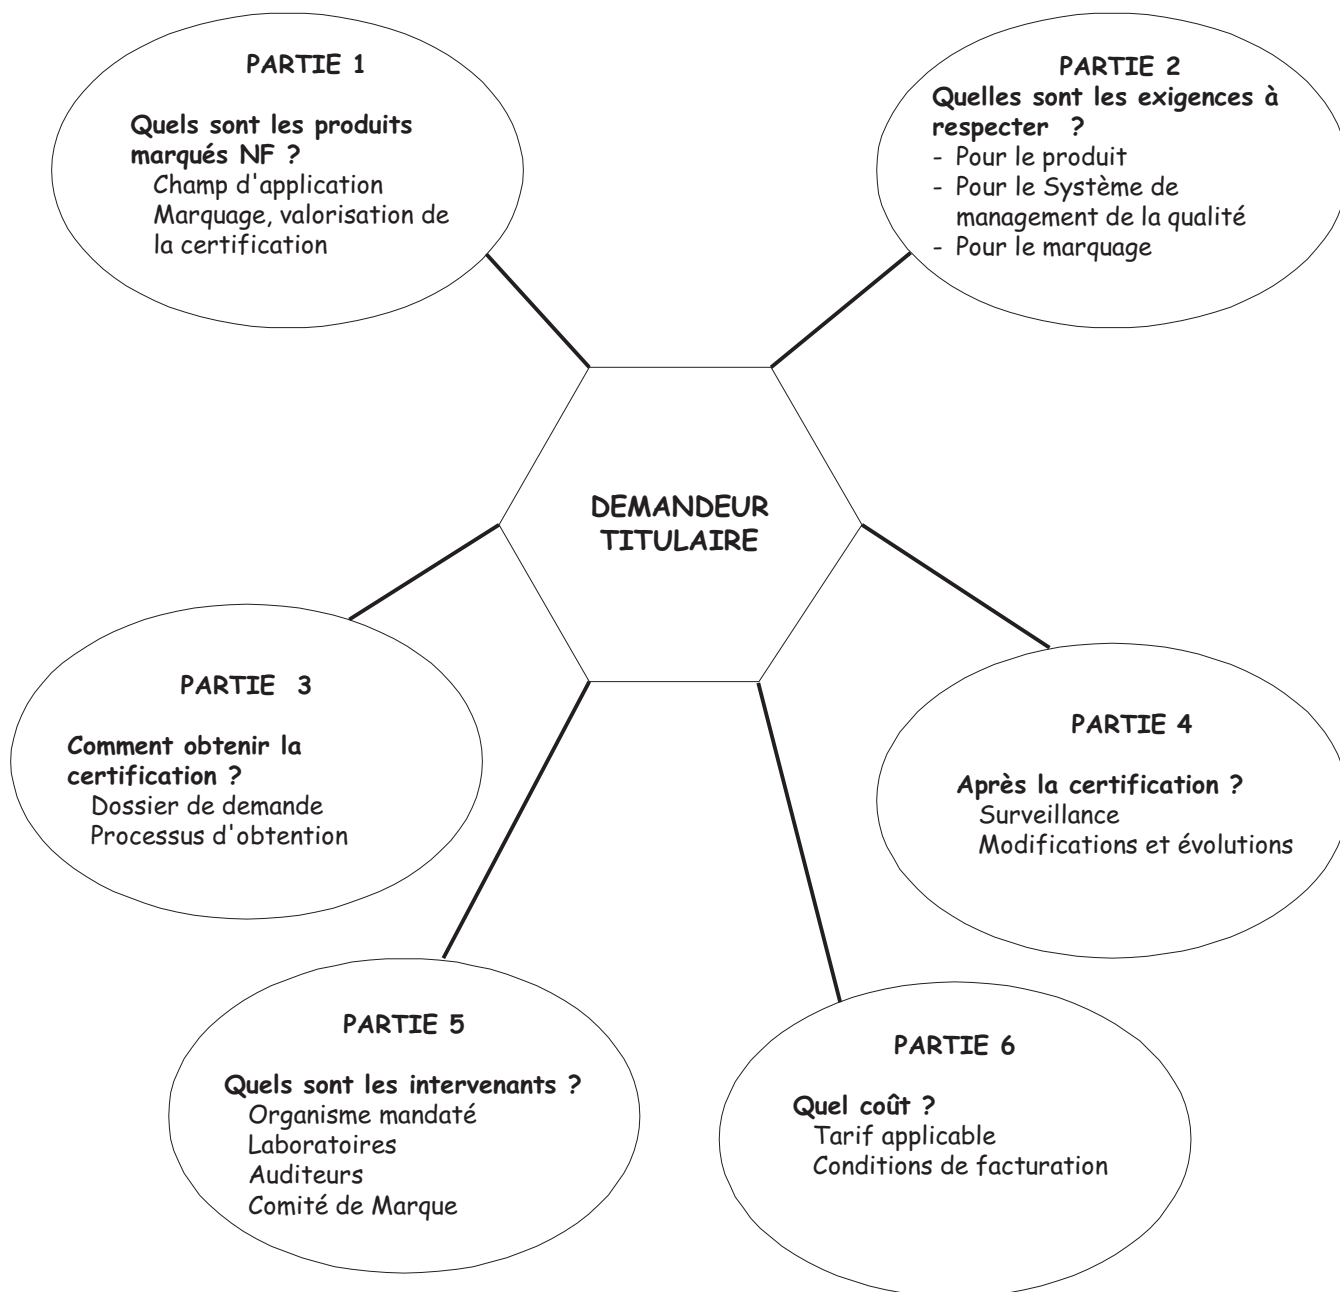 PARTIE 1
Quels sont les produits
marqués NF ?
Champ d'application
Marquage, valorisation de
la certification
PARTIE 2
Quelles sont les exigences à
respecter ?
- Pour le produit
- Pour le Système de
management de la qualité
- Pour le marquage
DEMANDEUR
TITULAIRE
PARTIE 3
Comment obtenir la
certification ?
Dossier de demande
Processus d'obtention
PARTIE 4
Après la certification ?
Surveillance
Modifications et évolutions
PARTIE 5
Quels sont les intervenants ?
Organisme mandaté
Laboratoires
Auditeurs
Comité de Marque
PARTIE 6
Quel coût ?
Tarif applicable
Conditions de facturation